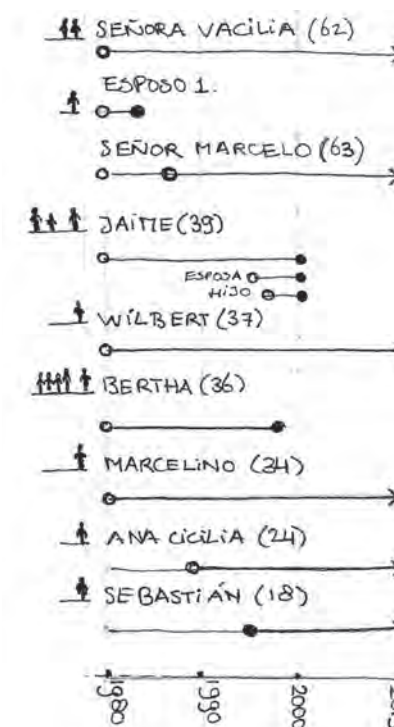 SEÑORA VACILIA (62)
ESPOSO 1.
SEÑOR MARCELO (63)
JAIME (39)
ESPOSA
HIJO
WILBERT (37)
BERTHA (36)
MARCELINO (34)
ANA CICILIA (24)
SEBASTIÁN (18)
1980
1990
2000